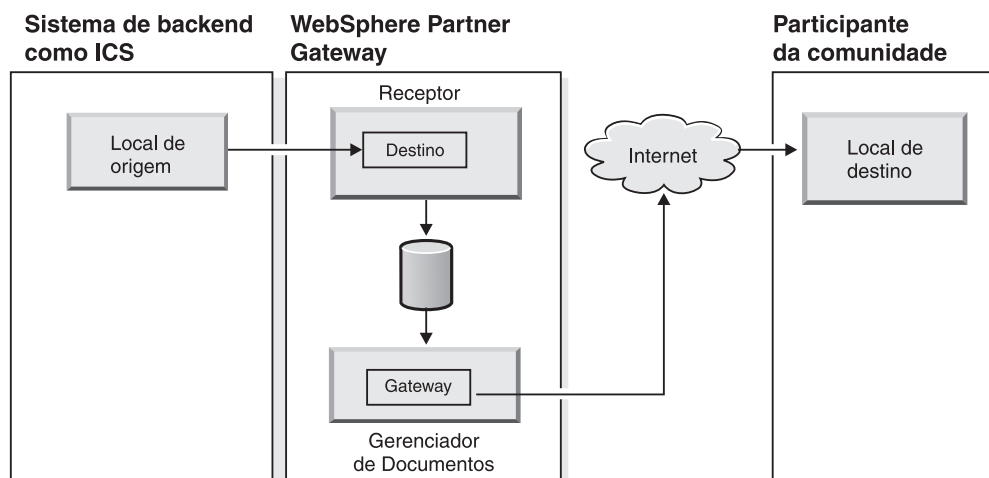 Sistema de backend
como ICS
WebSphere Partner
Gateway
Participante
da comunidade
Receptor
Local de
origem
Destino
Internet
Local de
destino
Gateway
Gerenciador
de Documentos